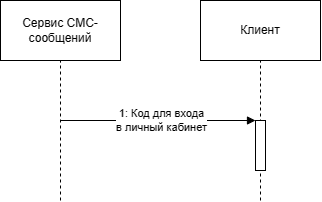 Сервис СМС-
сообщений
Клиент
1: Код для входа
в личный кабинет